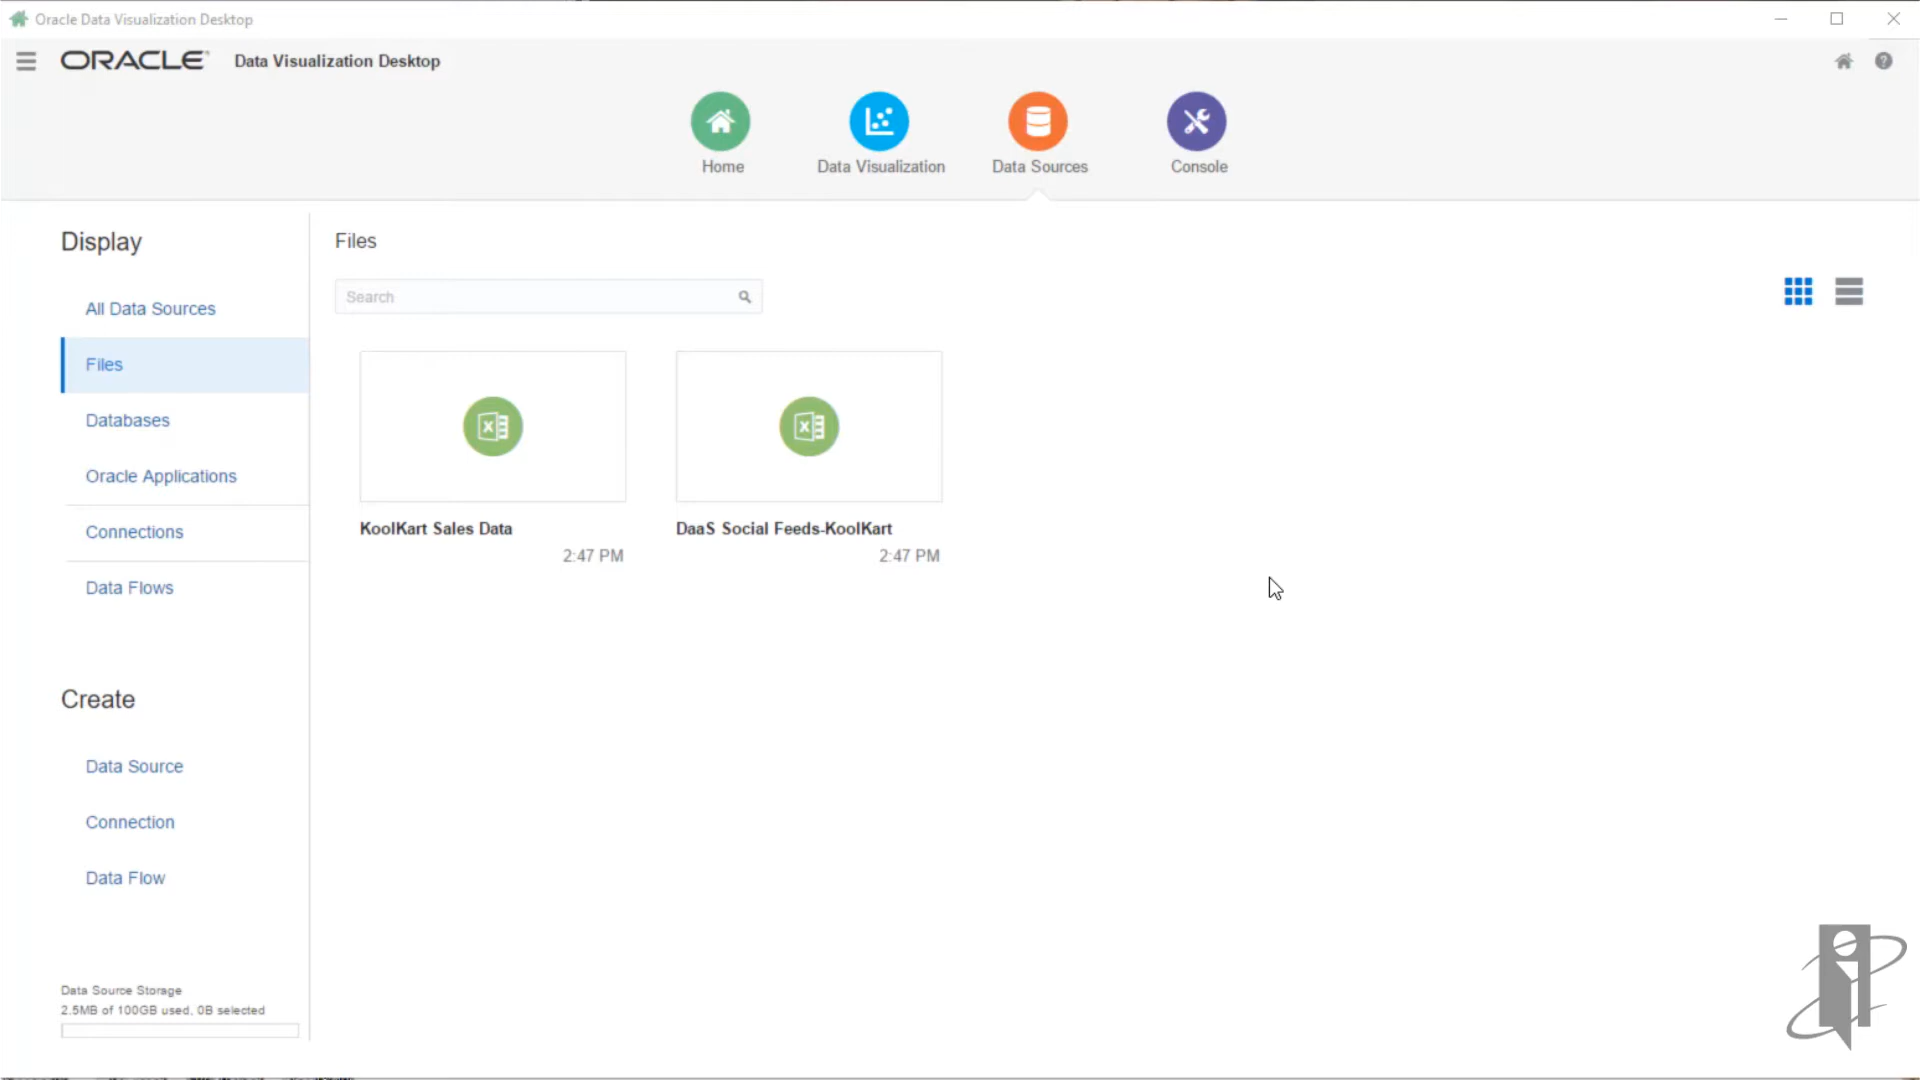 Oracle Data Visualization Desktop
ORACLE Data Visualization Desktop
Home
Data Visualization
Data Sources
Console
Display
All Data Sources
Files
Databases
Oracle Applications
Connections
Data Flows
Create
Data Source
Connection
Data Flow
Data Source Storage
2.5MB of 100GB used, 0B selected
Files
Search
KoolKart Sales Data
2:47 PM
DaaS Social Feeds-KoolKart
2:47 PM